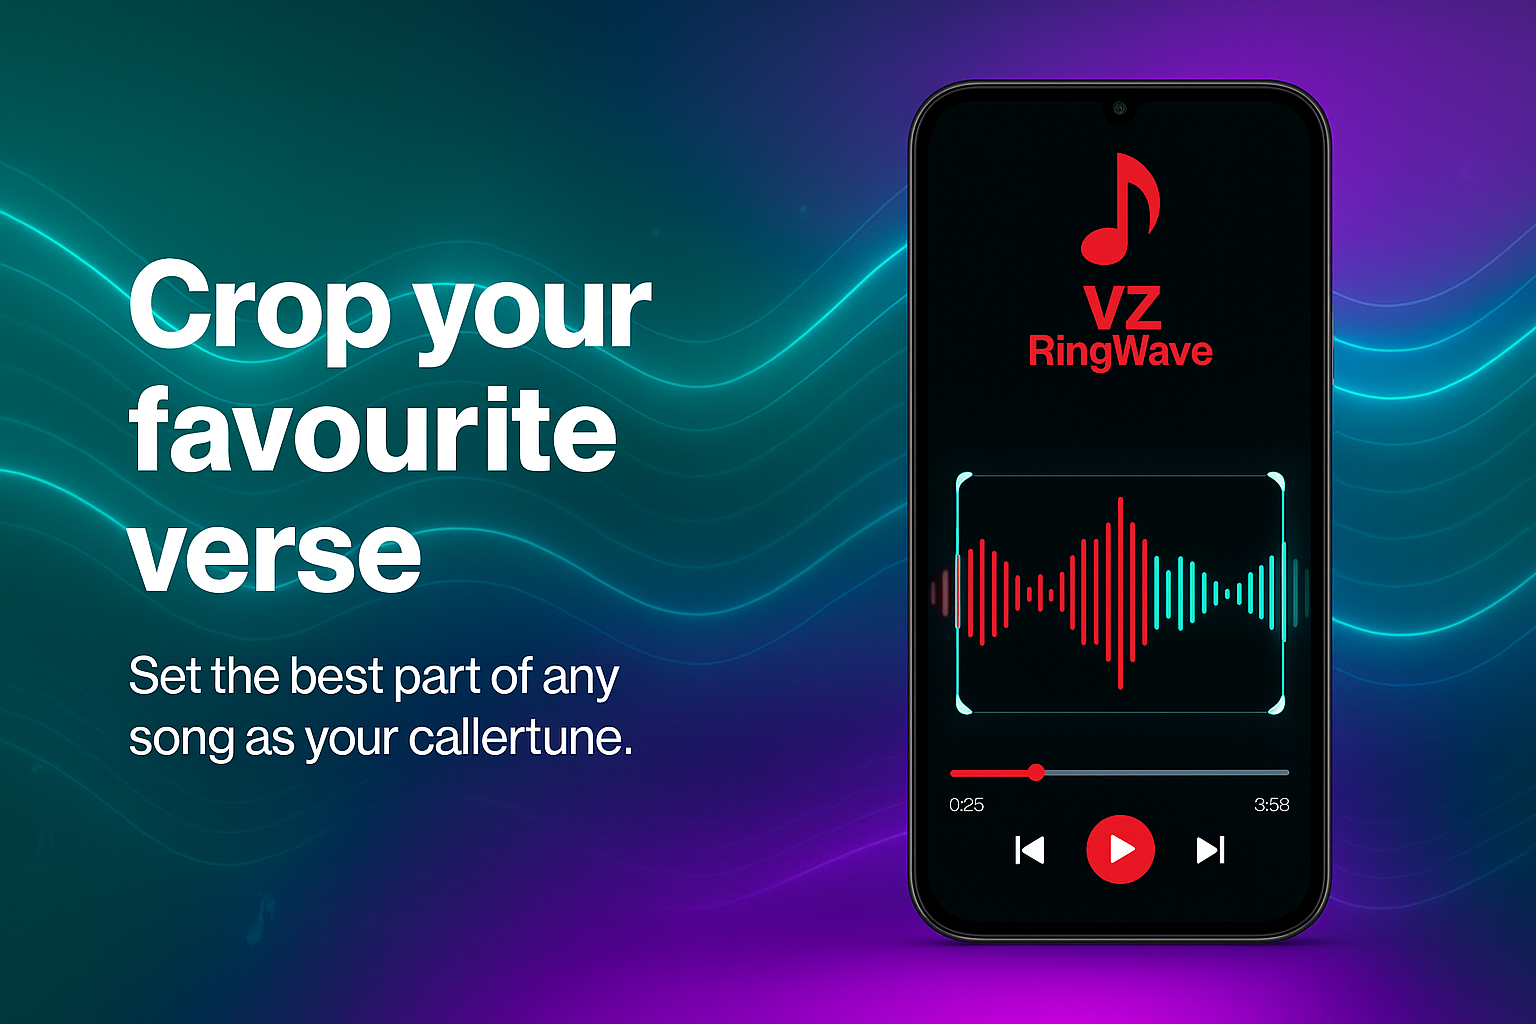 Crop your
favourite
verse
Set the best part of any
song as your callertune.
VZ
RingWave
0:25
3:58